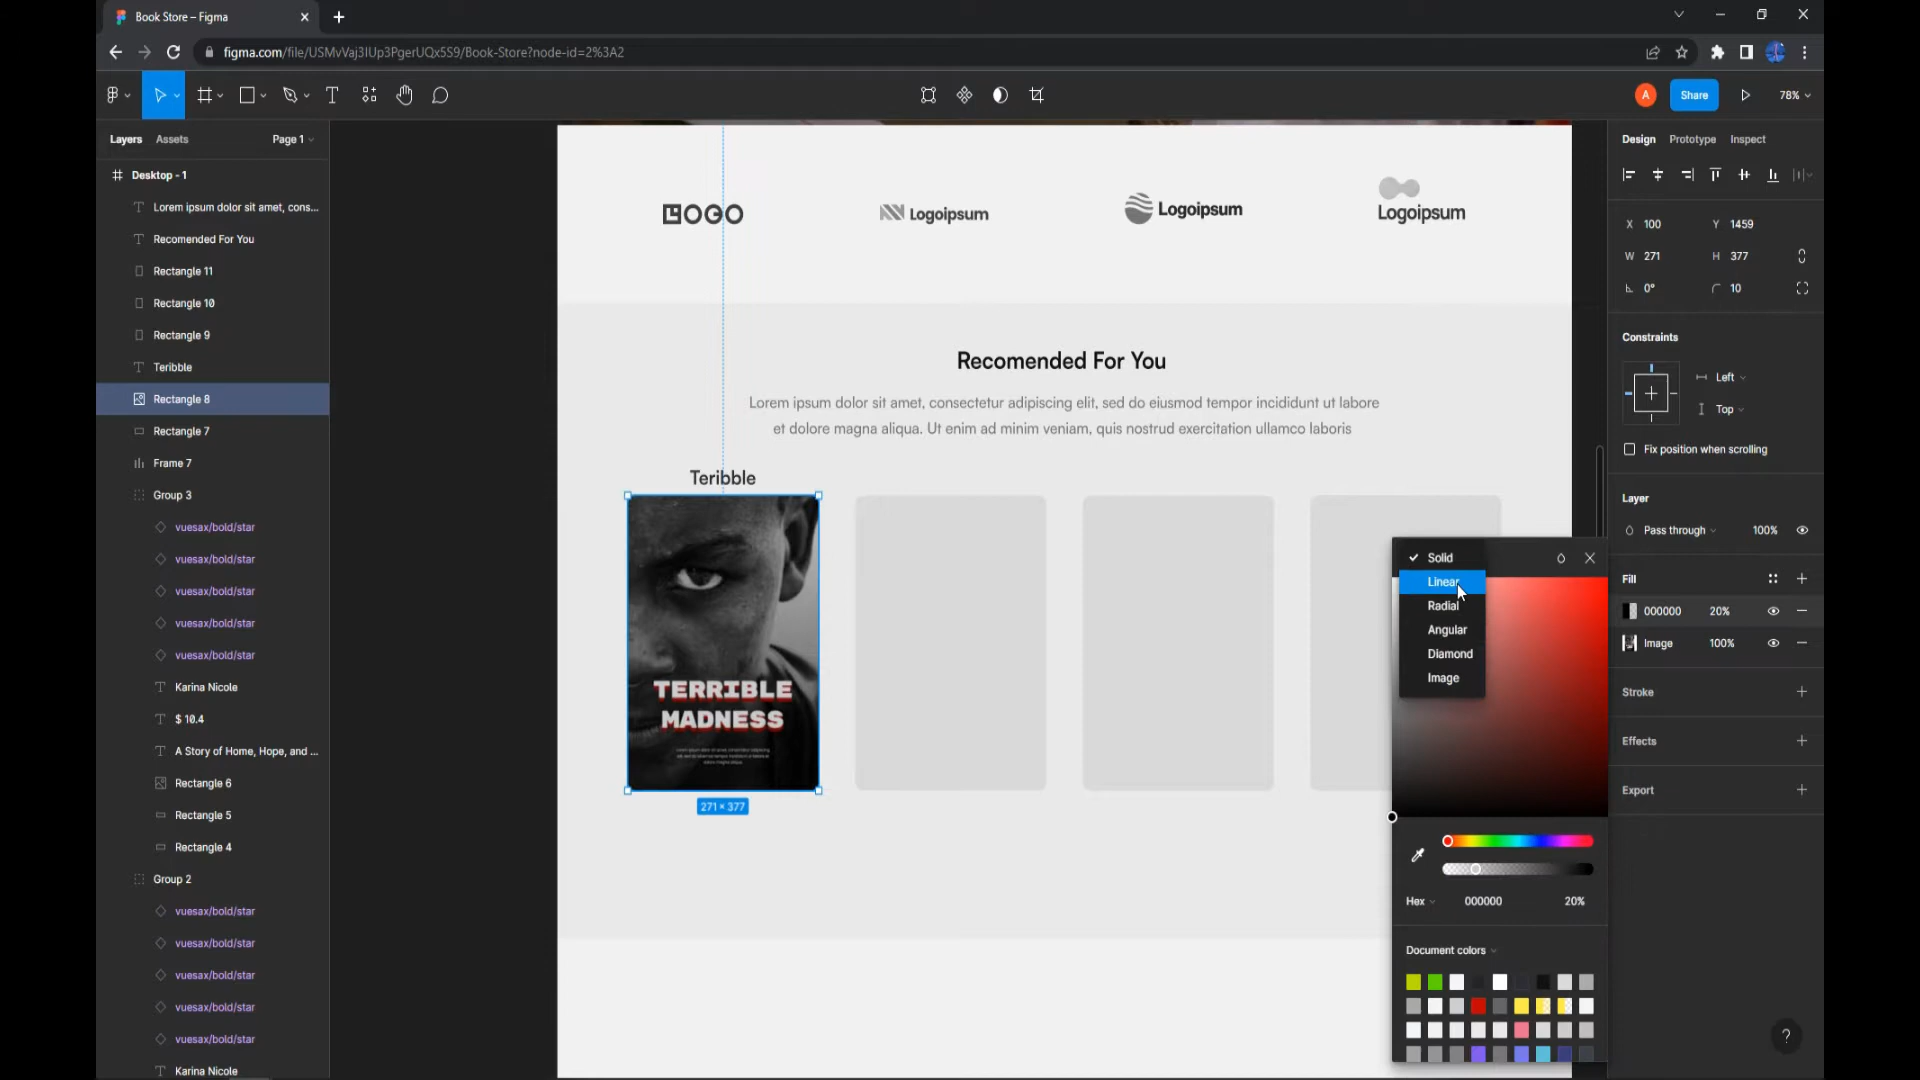 Book Store – Figma
figma.com/file/USMvVaj3IUp3PgerUQx5S9/Book-Store?node-id=2%3A2
A
Share
78%
Layers
Assets
Page 1
Design
Prototype
Inspect
Desktop - 1
Lorem ipsum dolor sit amet, cons...
Recomended For You
Rectangle 11
Rectangle 10
Rectangle 9
Teribble
Rectangle 8
Rectangle 7
Frame 7
Group 3
vuesax/bold/star
vuesax/bold/star
vuesax/bold/star
vuesax/bold/star
vuesax/bold/star
Karina Nicole
$ 10.4
A Story of Home, Hope, and ...
Rectangle 6
Rectangle 5
Rectangle 4
Group 2
vuesax/bold/star
vuesax/bold/star
vuesax/bold/star
vuesax/bold/star
vuesax/bold/star
Karina Nicole
LOGO
Logoipsum
Logoipsum
Logoipsum
Recomended For You
Lorem ipsum dolor sit amet, consectetur adipiscing elit, sed do eiusmod tempor incididunt ut labore
et dolore magna aliqua. Ut enim ad minim veniam, quis nostrud exercitation ullamco laboris
Teribble
TERRIBLE
MADNESS
271 × 377
Solid
Linear
Radial
Angular
Diamond
Image
Hex
000000
20%
Document colors
X 100
Y 1459
W 271
H 377
0°
10
Constraints
Left
Top
Fix position when scrolling
Layer
Pass through
100%
Fill
000000
20%
Image
100%
Stroke
Effects
Export
?